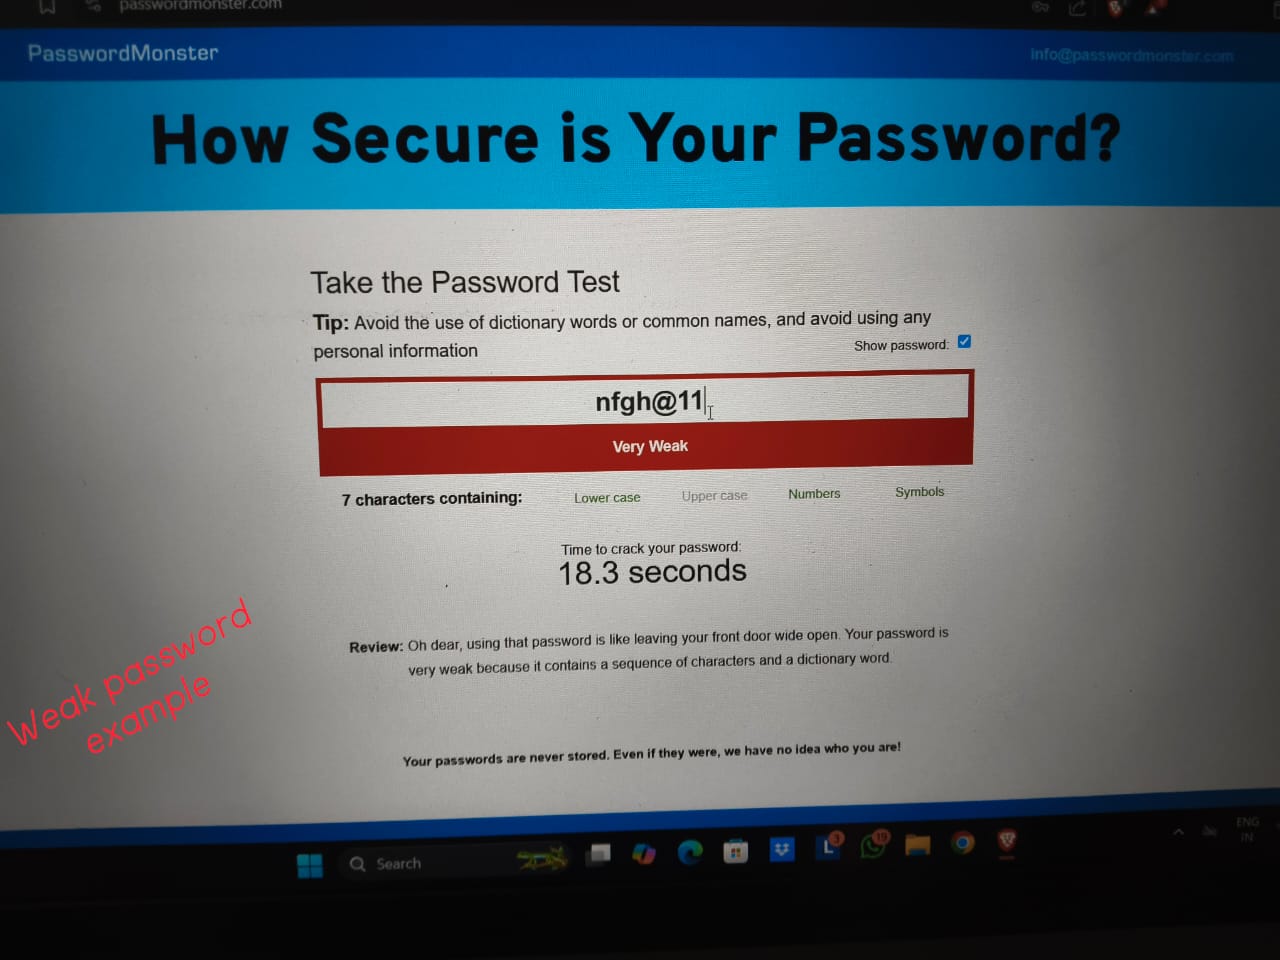 passwordmonster.com
PasswordMonster
info@passwordmonster.com
How Secure is Your Password?
Take the Password Test
Tip: Avoid the use of dictionary words or common names, and avoid using any
personal information
Show password:
nfgh@11
Very Weak
7 characters containing: Lower case Upper case Numbers Symbols
Time to crack your password:
18.3 seconds
Review: Oh dear, using that password is like leaving your front door wide open. Your password is
very weak because it contains a sequence of characters and a dictionary word.
Weak password
example
Your passwords are never stored. Even if they were, we have no idea who you are!
Search
L
3
19
ENG
IN